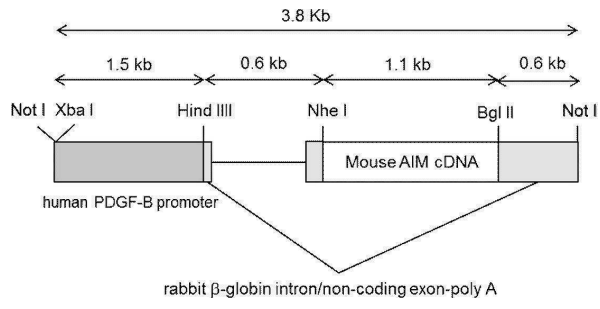 3.8 Kb
1.5 kb 0.6 kb 1.1 kb 0.6 kb
Not I Xba I Hind IIII Nhe I Bgl II Not I
Mouse AIM cDNA
human PDGF-B promoter
rabbit β-globin intron/non-coding exon-poly A